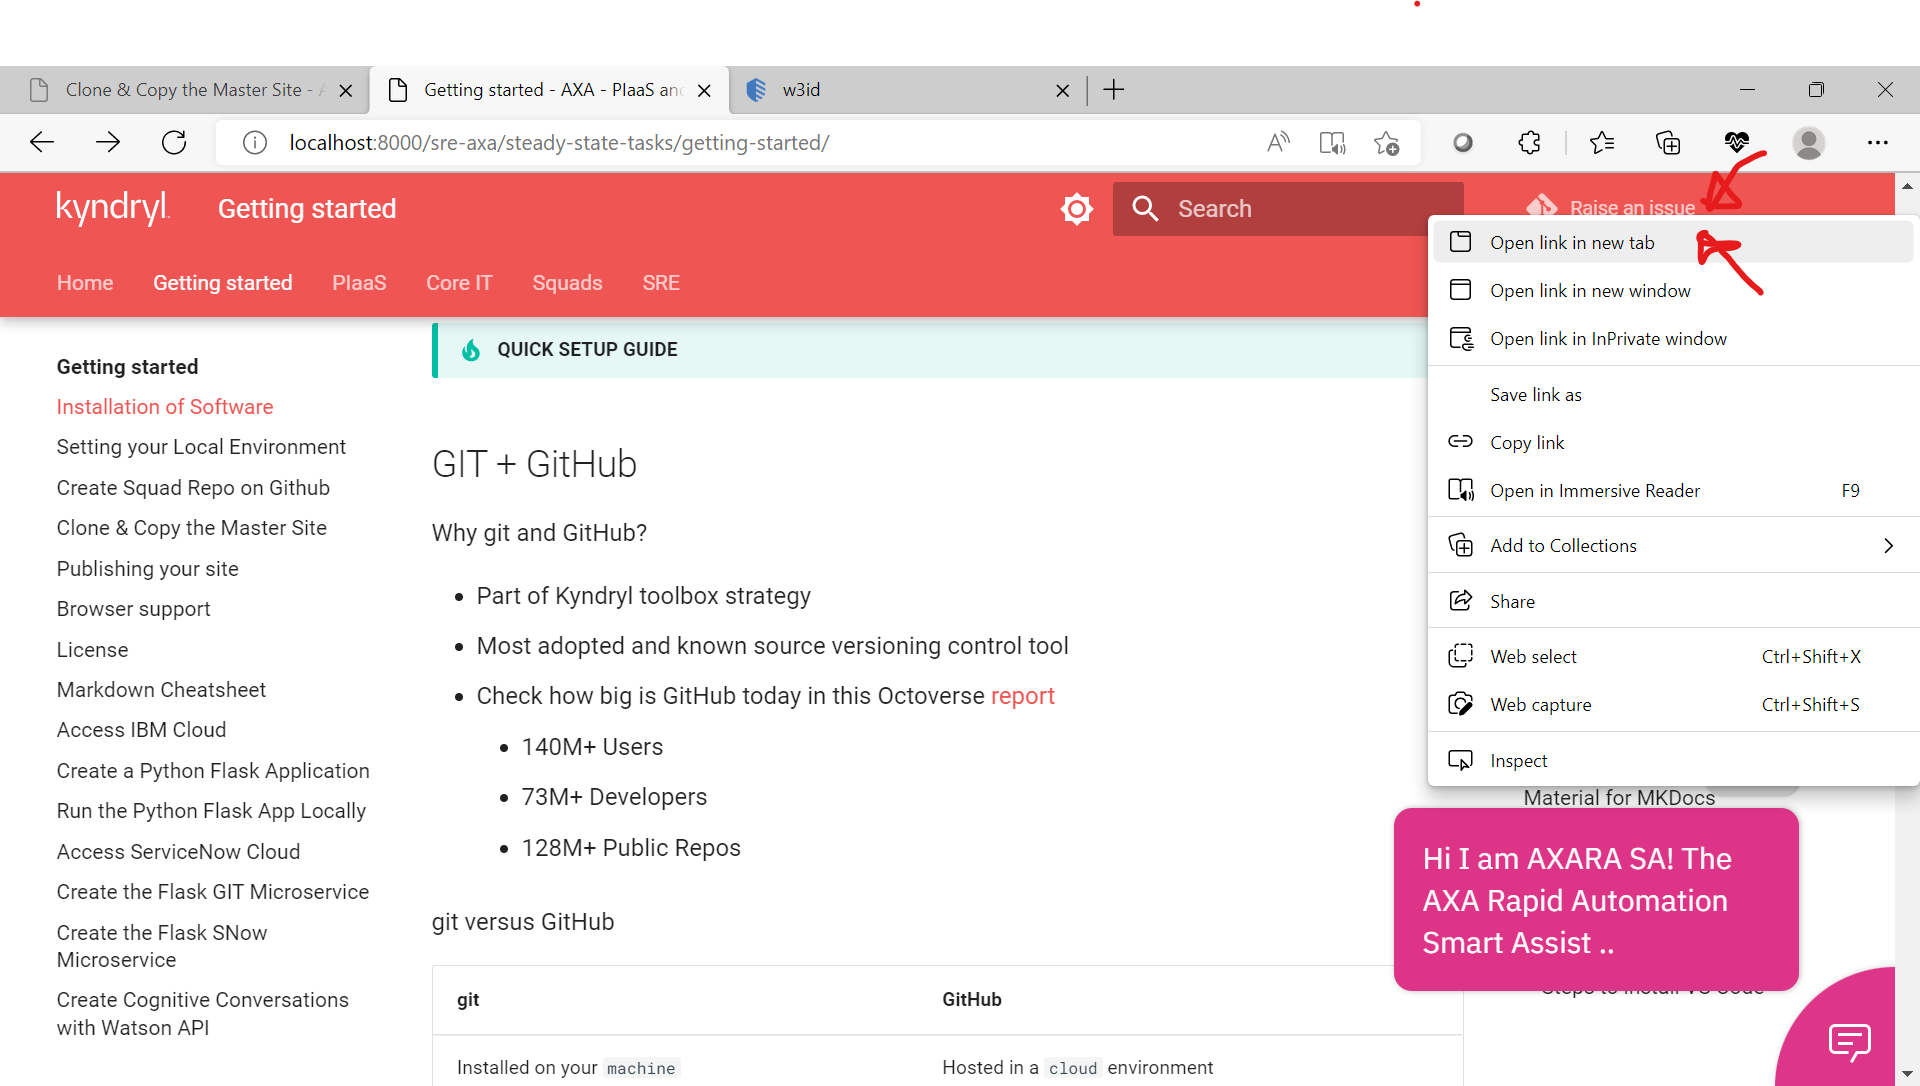 Clone & Copy the Master Site - A
Getting started - AXA - PIaaS and
w3id
localhost:8000/sre-axa/steady-state-tasks/getting-started/
kyndryl
Getting started
Search
Raise an issue
Home
Getting started
PIaaS
Core IT
Squads
SRE
Getting started
Installation of Software
Setting your Local Environment
Create Squad Repo on Github
Clone & Copy the Master Site
Publishing your site
Browser support
License
Markdown Cheatsheet
Access IBM Cloud
Create a Python Flask Application
Run the Python Flask App Locally
Access ServiceNow Cloud
Create the Flask GIT Microservice
Create the Flask SNow
Microservice
Create Cognitive Conversations
with Watson API
QUICK SETUP GUIDE
GIT + GitHub
Why git and GitHub?
Part of Kyndryl toolbox strategy
Most adopted and known source versioning control tool
Check how big is GitHub today in this Octoverse report
140M+ Users
73M+ Developers
128M+ Public Repos
git versus GitHub
git GitHub
Installed on your machine Hosted in a cloud environment
Open link in new tab
Open link in new window
Open link in InPrivate window
Save link as
Copy link
Open in Immersive Reader F9
Add to Collections
Share
Web select Ctrl+Shift+X
Web capture Ctrl+Shift+S
Inspect
Material for MKDocs
Hi I am AXARA SA! The
AXA Rapid Automation
Smart Assist ..
Steps to install VS Code